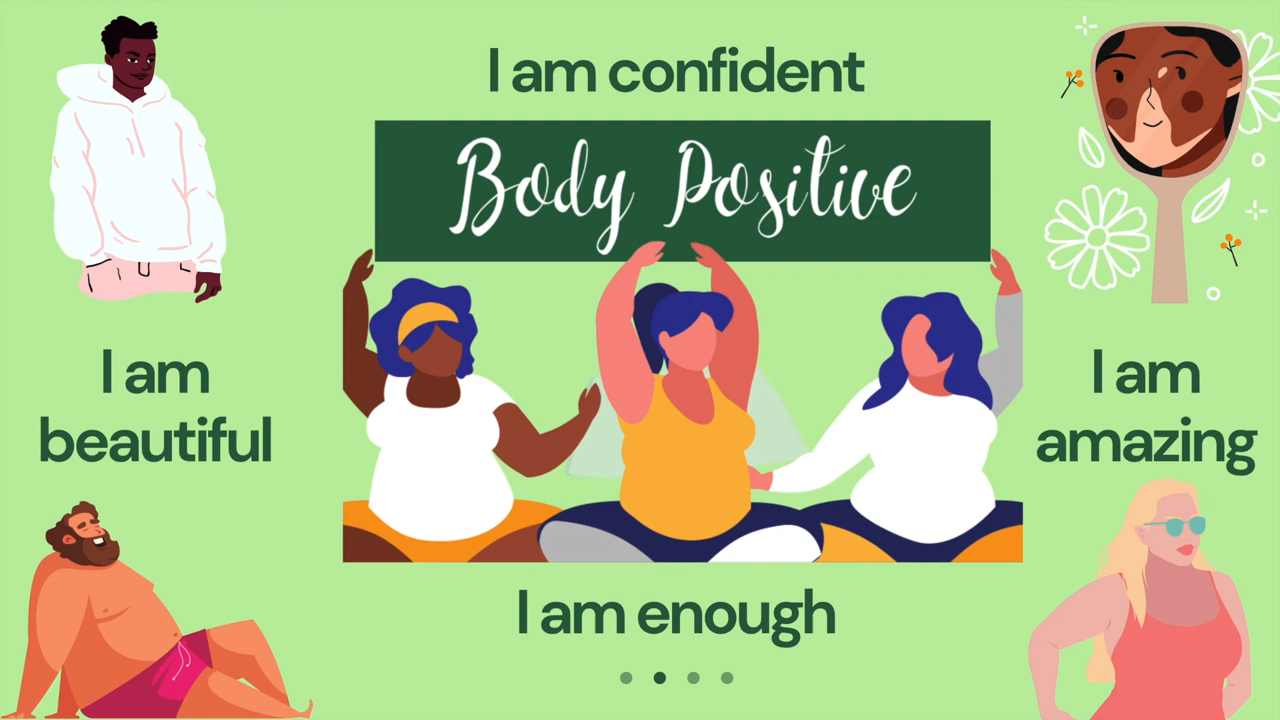 I am confident
Body Positive
I am
beautiful
I am
amazing
I am enough